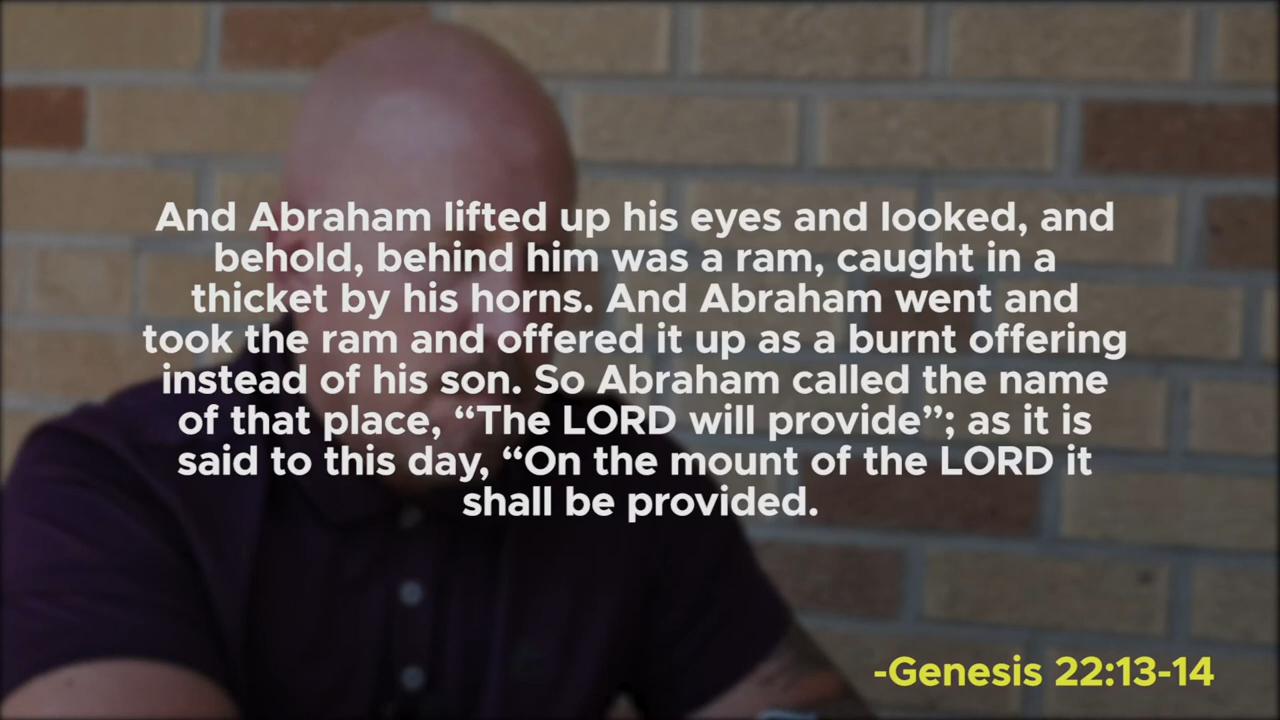 And Abraham lifted up his eyes and looked, and
behold, behind him was a ram, caught in a
thicket by his horns. And Abraham went and
took the ram and offered it up as a burnt offering
instead of his son. So Abraham called the name
of that place, “The LORD will provide”; as it is
said to this day, “On the mount of the LORD it
shall be provided.
-Genesis 22:13-14